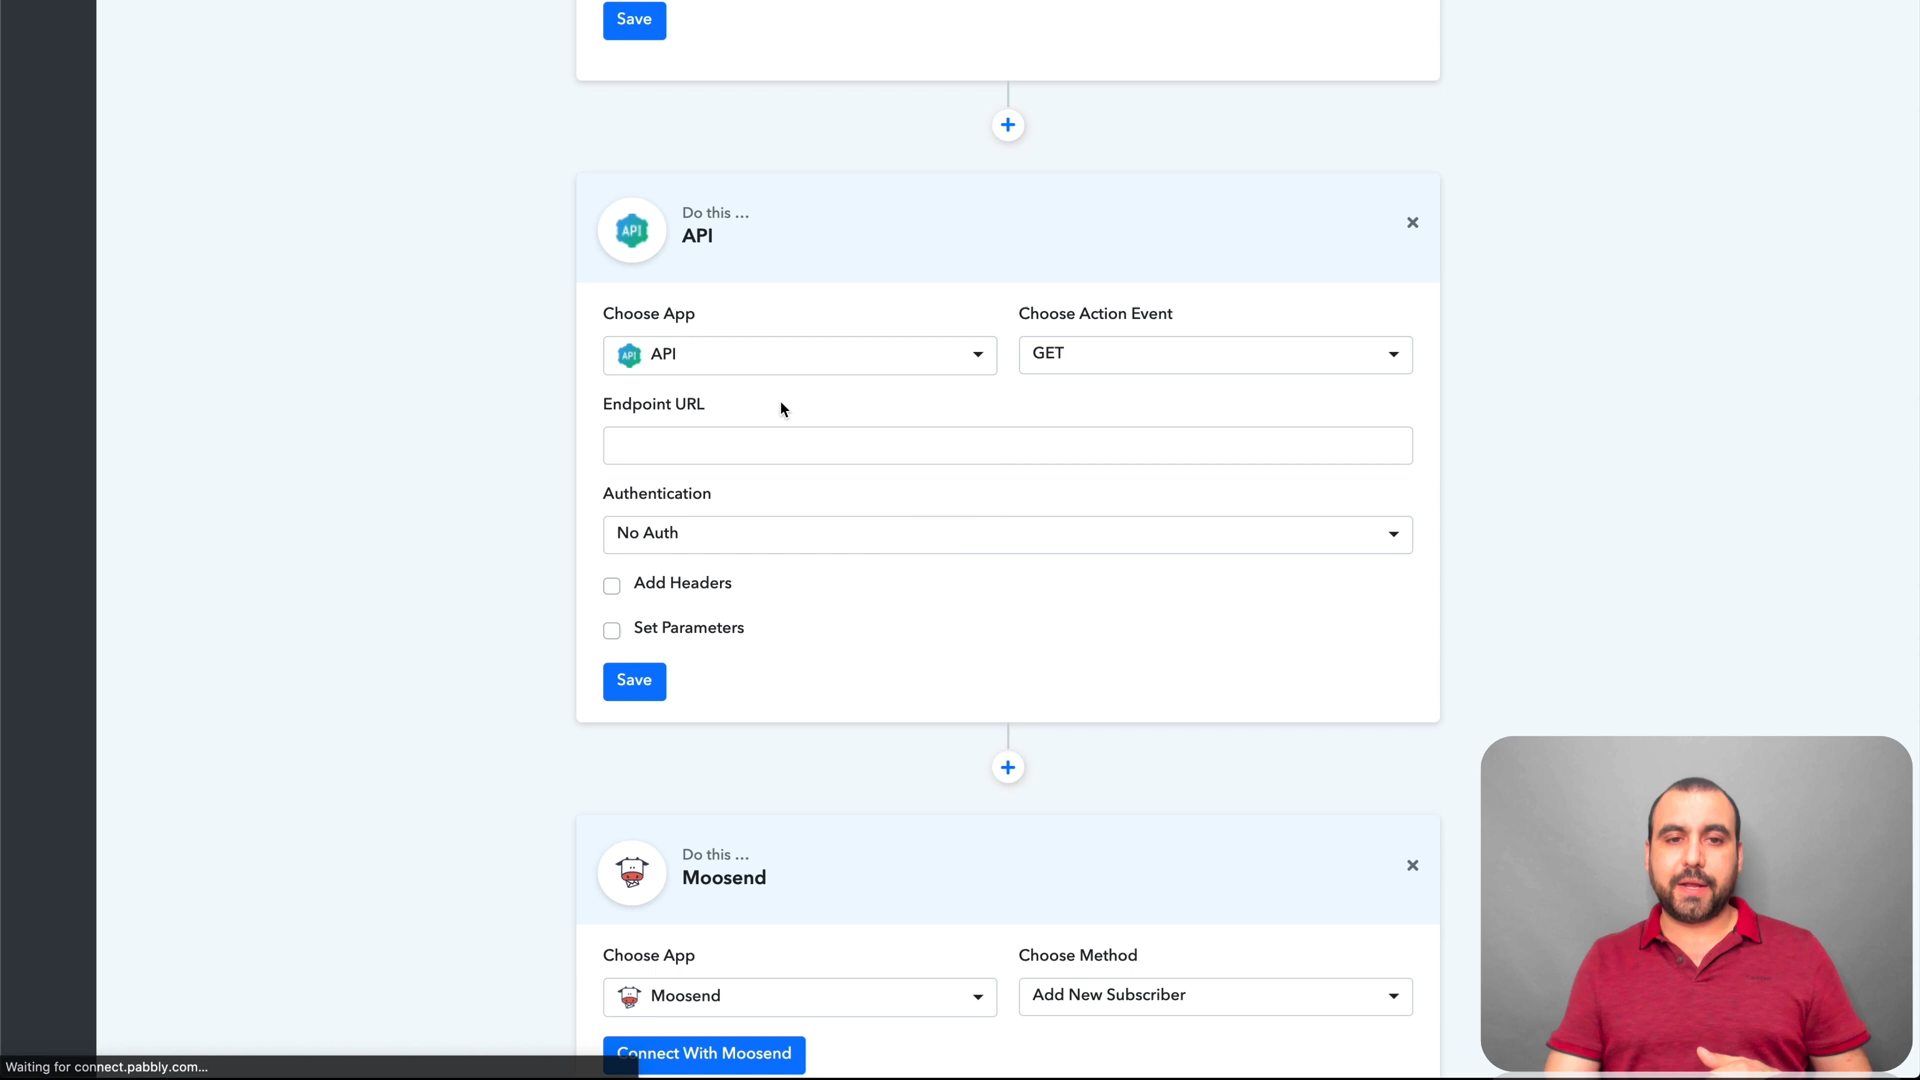 Save
+
Do this ...
API
API
×
Choose App
Choose Action Event
API API
GET
Endpoint URL
Authentication
No Auth
Add Headers
Set Parameters
Save
+
Do this ...
Moosend
×
Choose App
Choose Method
Moosend
Add New Subscriber
Connect With Moosend
Waiting for connect.pabbly.com...